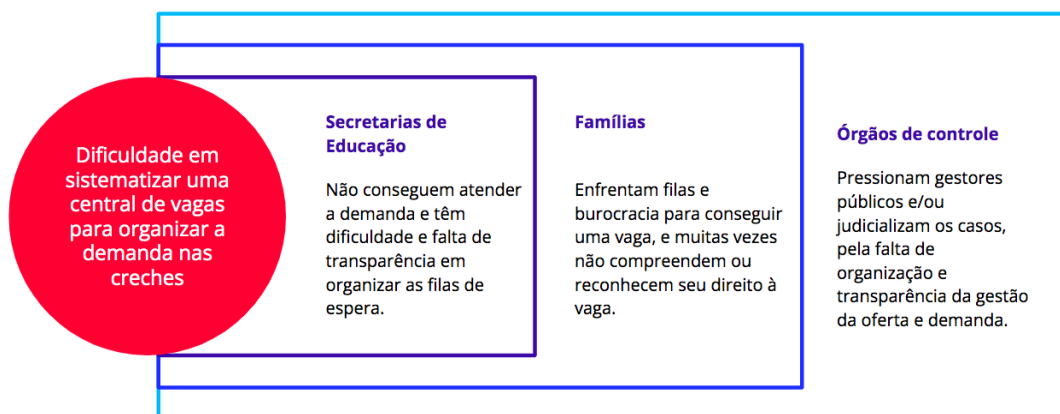 Dificuldade em
sistematizar uma
central de vagas
para organizar a
demanda nas
creches
Secretarias de
Educação
Não conseguem atender
a demanda e têm
dificuldade e falta de
transparência em
organizar as filas de
espera.
Famílias
Enfrentam filas e
burocracia para conseguir
uma vaga, e muitas vezes
não compreendem ou
reconhecem seu direito à
vaga.
Órgãos de controle
Pressionam gestores
públicos e/ou
judicializam os casos,
pela falta de
organização e
transparência da gestão
da oferta e demanda.